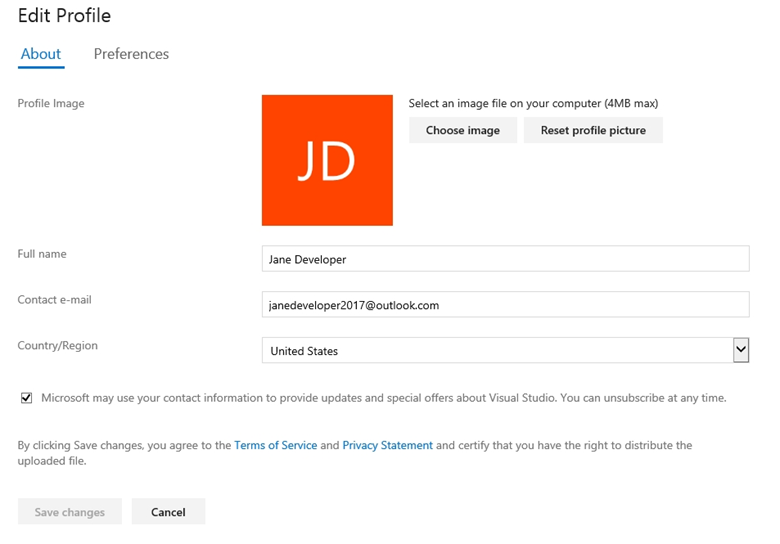 Edit Profile
About Preferences
Profile Image
JD
Select an image file on your computer (4MB max)
Choose image Reset profile picture
Full name
Jane Developer
Contact e-mail
janedeveloper2017@outlook.com
Country/Region
United States
Microsoft may use your contact information to provide updates and special offers about Visual Studio. You can unsubscribe at any time.
By clicking Save changes, you agree to the Terms of Service and Privacy Statement and certify that you have the right to distribute the
uploaded file.
Save changes Cancel